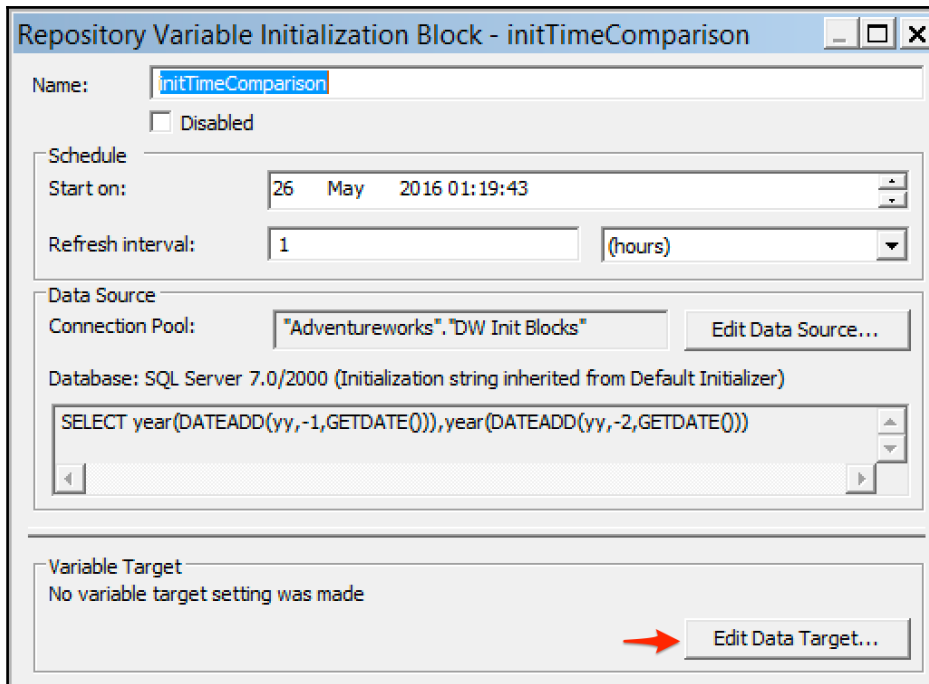 Repository Variable Initialization Block - initTimeComparison
Name: initTimeComparison
Disabled
Schedule
Start on: 26 May 2016 01:19:43
Refresh interval: 1 (hours)
Data Source
Connection Pool: "Adventureworks"."DW Init Blocks" Edit Data Source...
Database: SQL Server 7.0/2000 (Initialization string inherited from Default Initializer)
SELECT year(DATEADD(yy,-1,GETDATE())),year(DATEADD(yy,-2,GETDATE()))
Variable Target
No variable target setting was made
Edit Data Target...